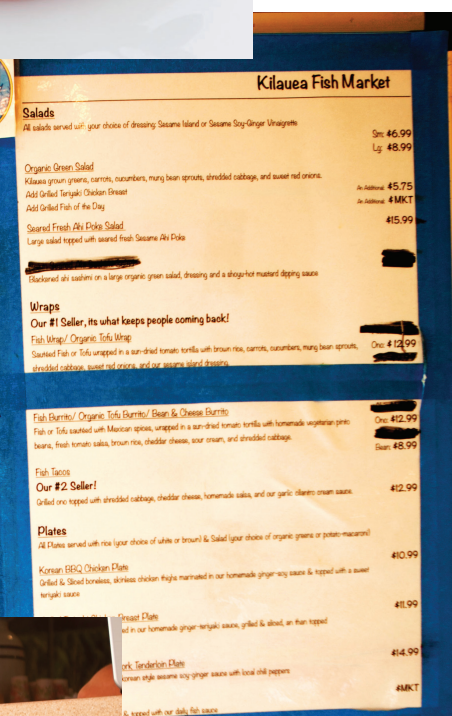 Kilauea Fish Market
Salads
All salads served with your choice of dressing: Sesame Island or Sesame Soy-Ginger Vinaigrette
Sm: $6.99
Lg: $8.99
Organic Green Salad
Kilauea grown greens, carrots, cucumbers, mung bean sprouts, shredded cabbage, and sweet red onions.
Add Grilled Teriyaki Chicken Breast An Additional: $5.75
Add Grilled Fish of the Day An Additional: $MKT
Seared Fresh Ahi Poke Salad $15.99
Large salad topped with seared fresh Sesame Ahi Poke
Blackened ahi sashimi on a large organic green salad, dressing and a shoyu-hot mustard dipping sauce
Wraps
Our #1 Seller, its what keeps people coming back!
Fish Wrap/ Organic Tofu Wrap
Sautéed Fish or Tofu wrapped in a sun-dried tomato tortilla with brown rice, carrots, cucumbers, mung bean sprouts, Ono: $12.99
shredded cabbage, sweet red onions, and our sesame island dressing.
Fish Burrito/ Organic Tofu Burrito/ Bean & Cheese Burrito Ono: $12.99
Fish or Tofu sautéed with Mexican spices, wrapped in a sun-dried tomato tortilla with homemade vegetarian pinto
beans, fresh tomato salsa, brown rice, cheddar cheese, sour cream, and shredded cabbage. Bean: $8.99
Fish Tacos
Our #2 Seller!
Grilled ono topped with shredded cabbage, cheddar cheese, homemade salsa, and our garlic cilantro cream sauce. $12.99
Plates
All Plates served with rice (your choice of white or brown) & Salad (your choice of organic greens or potato-macaroni)
$10.99
Korean BBQ Chicken Plate
Grilled & Sliced boneless, skinless chicken thighs marinated in our homemade ginger-soy sauce & topped with a sweet
teriyaki sauce
$11.99
Breast Plate
ed in our homemade ginger-teriyaki sauce, grilled & sliced, an than topped
$14.99
ork Tenderloin Plate
korean style sesame soy-ginger sauce with local chili peppers
$MKT
& topped with our daily fish sauce